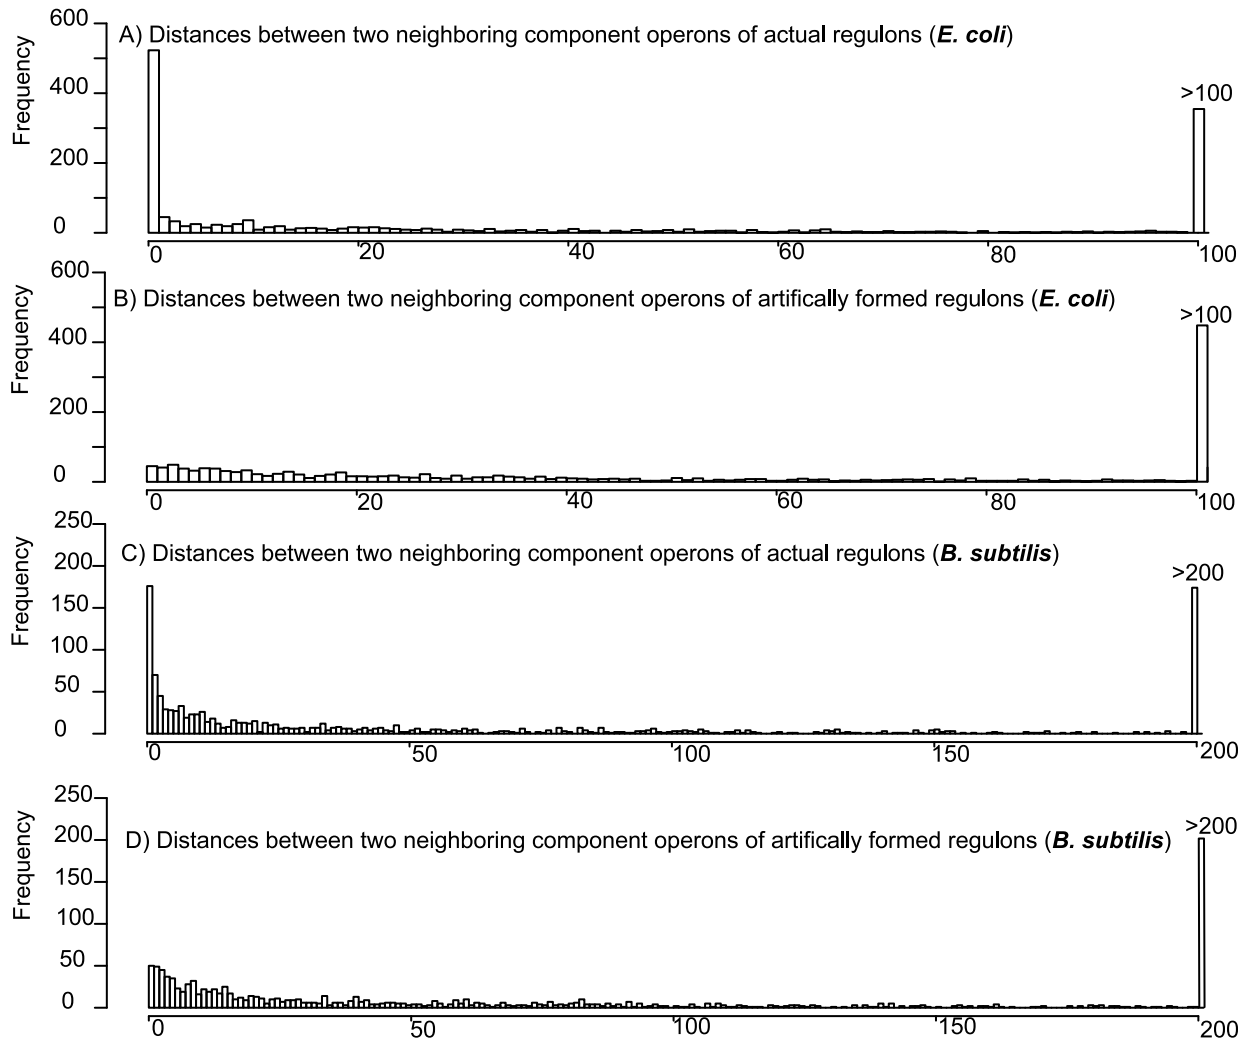 A) Distances between two neighboring component operons of actual regulons (E. coli)
Frequency
600
400
200
0
>100
0 20 40 60 80 100
B) Distances between two neighboring component operons of artifically formed regulons (E. coli)
Frequency
600
400
200
0
>100
0 20 40 60 80 100
C) Distances between two neighboring component operons of actual regulons (B. subtilis)
Frequency
250
200
150
100
50
0
>200
0 50 100 150 200
D) Distances between two neighboring component operons of artifically formed regulons (B. subtilis)
Frequency
250
200
150
100
50
0
>200
0 50 100 150 200